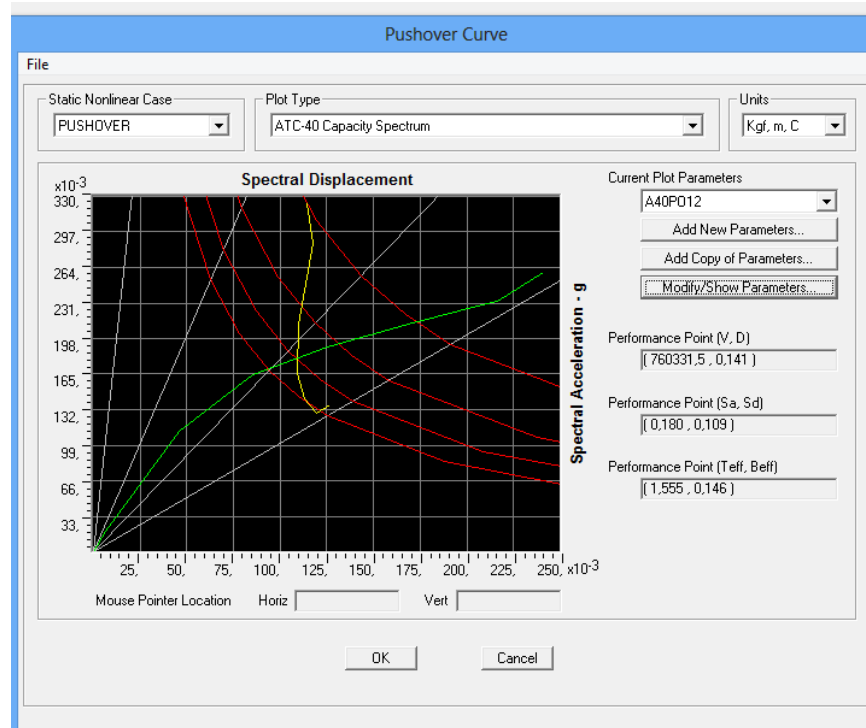 Pushover Curve
File
Static Nonlinear Case
PUSHOVER
Plot Type
ATC-40 Capacity Spectrum
Units
Kgf, m, C
Spectral Displacement
x10-3
330,
297,
264,
231,
198,
165,
132,
99,
66,
33,
25, 50, 75, 100, 125, 150, 175, 200, 225, 250, x10-3
Spectral Acceleration - g
Mouse Pointer Location Horiz Vert
Current Plot Parameters
A40PO12
Add New Parameters...
Add Copy of Parameters...
Modify/Show Parameters...
Performance Point (V, D)
( 760331,5 , 0,141 )
Performance Point (Sa, Sd)
( 0,180 , 0,109 )
Performance Point (Teff, Beff)
( 1,555 , 0,146 )
OK Cancel